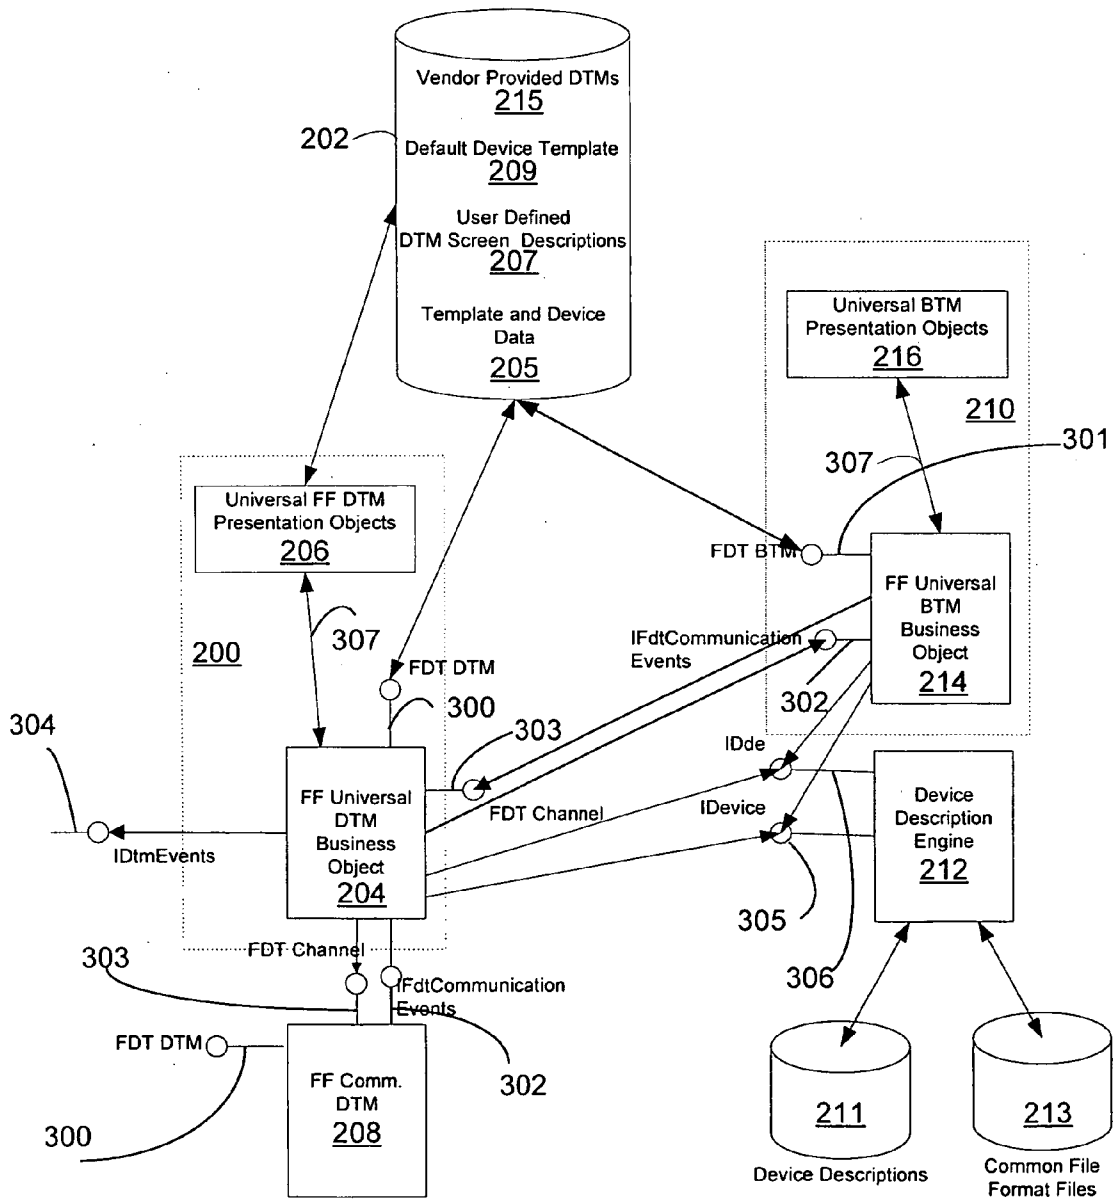 Vendor Provided DTMs
215
202
Default Device Template
209
User Defined
DTM Screen Descriptions
207
Template and Device
Data
205
Universal BTM
Presentation Objects
216
210
301
307
Universal FF DTM
Presentation Objects
206
FDT BTM
FF Universal
BTM
Business
Object
214
307
200
IFdtCommunication
Events
FDT DTM
300
302
304
303
IDde
FF Universal
DTM
Business
Object
204
FDT Channel
IDevice
Device
Description
Engine
212
IDtmEvents
305
FDT Channel
303
306
IFdtCommunication
Events
FDT DTM
302
FF Comm.
DTM
208
300
211
213
Device Descriptions
Common File
Format Files